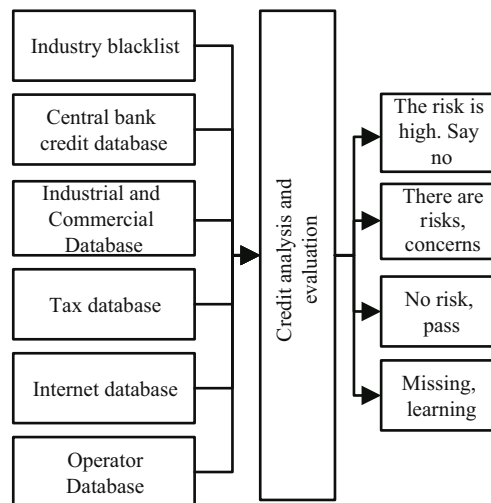 Industry blacklist
Central bank
credit database
Industrial and
Commercial
Database
Tax database
Internet database
Operator
Database
Credit analysis and
evaluation
The risk is
high. Say
no
There are
risks,
concerns
No risk,
pass
Missing,
learning